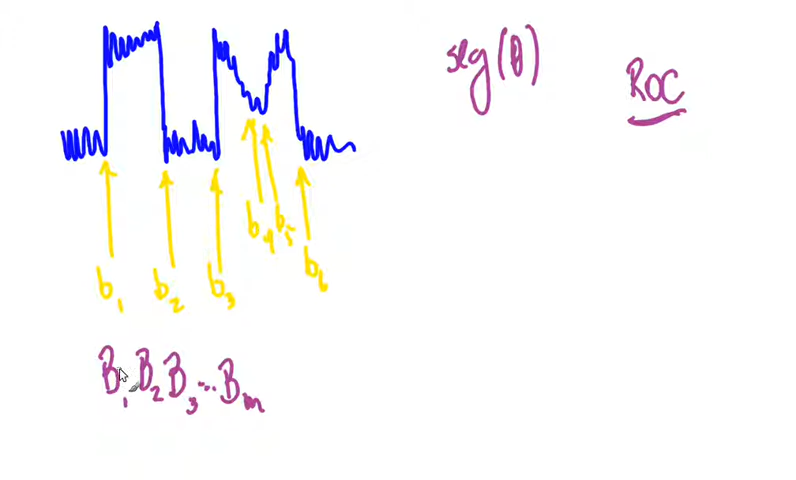 seg(θ)
ROC
b₁ b₂ b₃ b₄ b₅ b₆
B₁, B₂ B₃ ... Bₘ